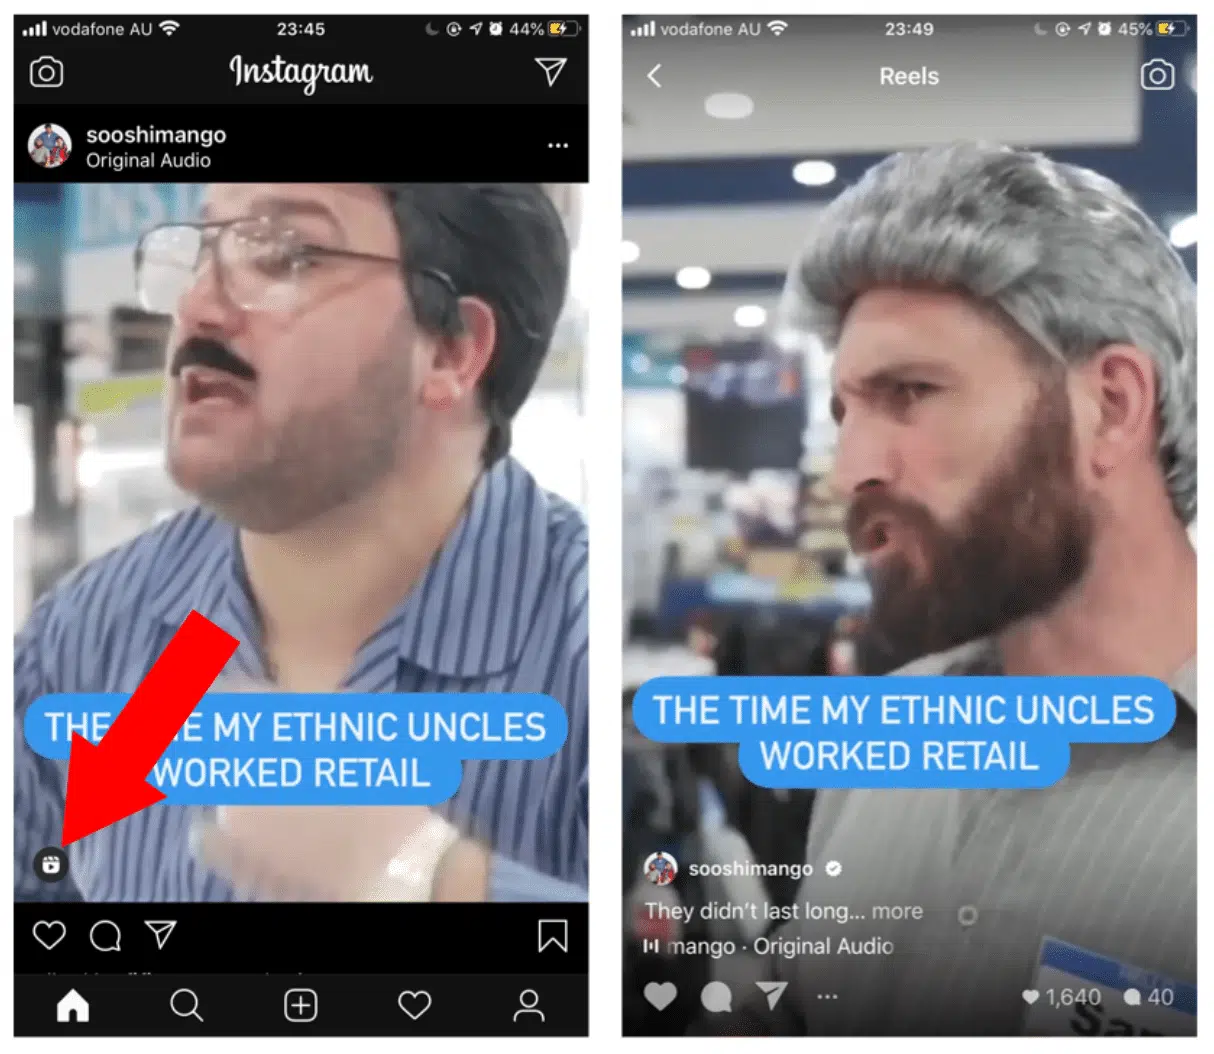 vodafone AU
23:45
44%
Instagram
sooshimango
Original Audio
INST
THE TIME MY ETHNIC UNCLES
WORKED RETAIL
vodafone AU
23:49
45%
Reels
THE TIME MY ETHNIC UNCLES
WORKED RETAIL
sooshimango
They didn't last long... more
mango · Original Audio
1,640
40